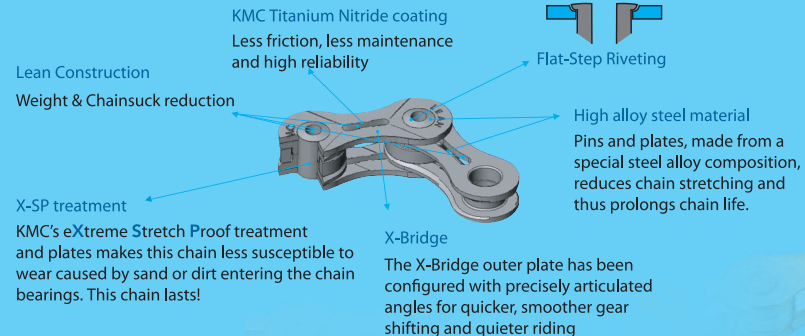 KMC Titanium Nitride coating
Less friction, less maintenance
and high reliability
Flat-Step Riveting
Lean Construction
Weight & Chainsuck reduction
High alloy steel material
Pins and plates, made from a
special steel alloy composition,
reduces chain stretching and
thus prolongs chain life.
X-SP treatment
KMC's eXtreme Stretch Proof treatment
and plates makes this chain less susceptible to
wear caused by sand or dirt entering the chain
bearings. This chain lasts!
X-Bridge
The X-Bridge outer plate has been
configured with precisely articulated
angles for quicker, smoother gear
shifting and quieter riding